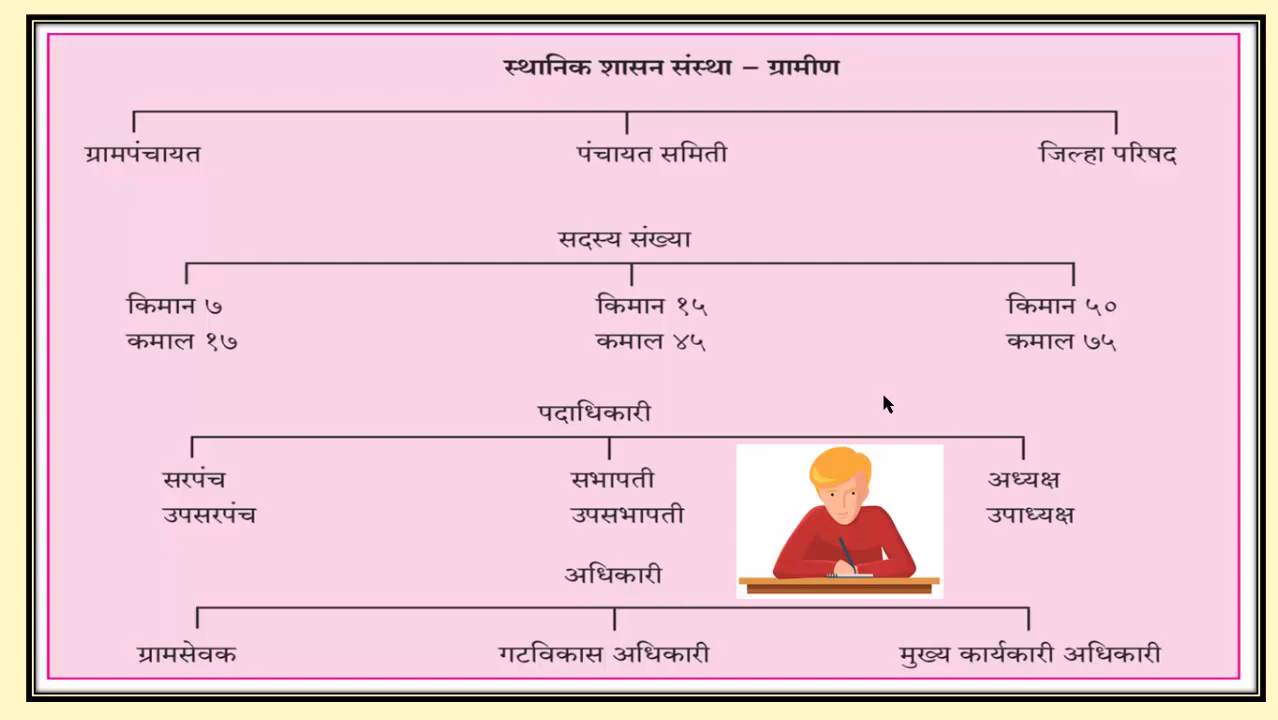 स्थानिक शासन संस्था – ग्रामीण
ग्रामपंचायत पंचायत समिती जिल्हा परिषद
सदस्य संख्या
किमान ७ किमान १५ किमान ५०
कमाल १७ कमाल ४५ कमाल ७५
पदाधिकारी
सरपंच सभापती अध्यक्ष
उपसरपंच उपसभापती उपाध्यक्ष
अधिकारी
ग्रामसेवक गटविकास अधिकारी मुख्य कार्यकारी अधिकारी